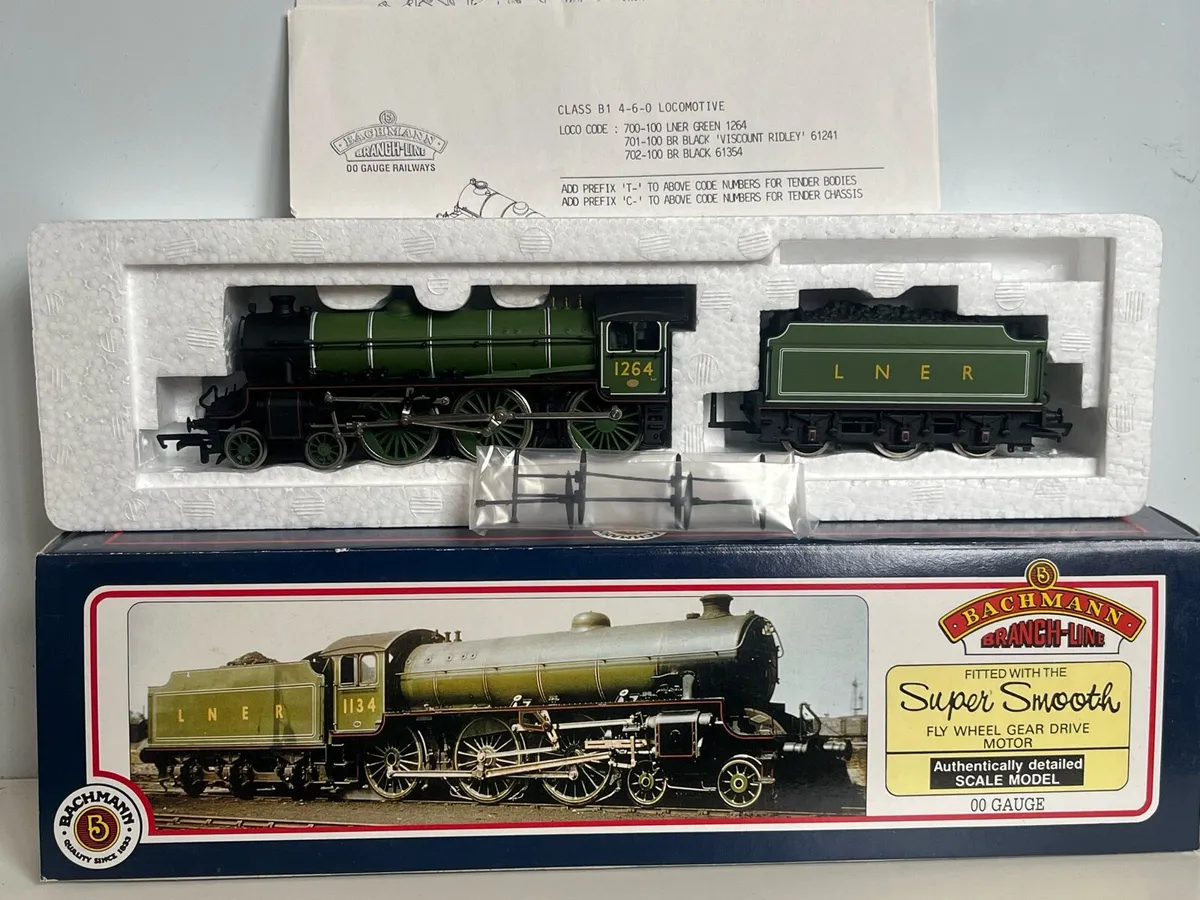 BACHMANN
BRANCH-LINE
00 GAUGE RAILWAYS
CLASS B1 4-6-0 LOCOMOTIVE
LOCO CODE : 700-100 LNER GREEN 1264
701-100 BR BLACK 'VISCOUNT RIDLEY' 61241
702-100 BR BLACK 61354
ADD PREFIX 'T-' TO ABOVE CODE NUMBERS FOR TENDER BODIES
ADD PREFIX 'C-' TO ABOVE CODE NUMBERS FOR TENDER CHASSIS
1264
L N E R
B
BACHMANN
BRANCH-LINE
FITTED WITH THE
Super Smooth
FLY WHEEL GEAR DRIVE
MOTOR
Authentically detailed
SCALE MODEL
00 GAUGE
L N E R
1134
BACHMANN
B
QUALITY SINCE 1833